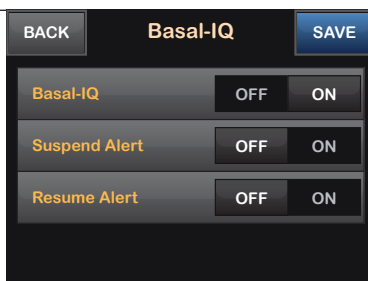 BACK Basal-IQ SAVE
Basal-IQ OFF ON
Suspend Alert OFF ON
Resume Alert OFF ON